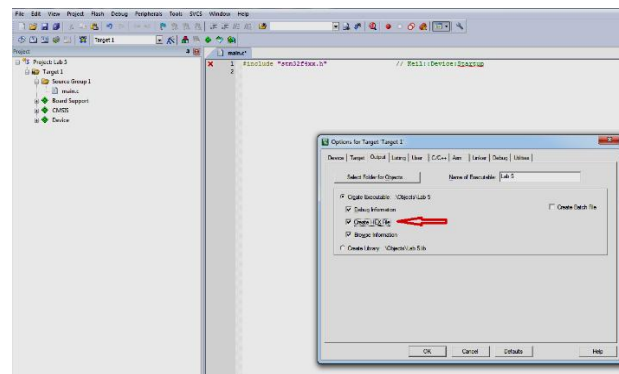 File Edit View Project Flash Debug Peripherals Tools SVCS Window Help
Target 1
Project
main.c*
Project: Lab 3
Target 1
Source Group 1
main.c
Board Support
CMSIS
Device
1 #include "stm32f4xx.h" // Keil::Device:Startup
2
Options for Target 'Target 1'
Device Target Output Listing User C/C++ Asm Linker Debug Utilities
Select Folder for Objects... Name of Executable: Lab 5
Create Executable: .\Objects\Lab 5
Debug Information
Create Batch File
Create HEX File
Browse Information
Create Library: .\Objects\Lab 5.lib
OK Cancel Defaults Help